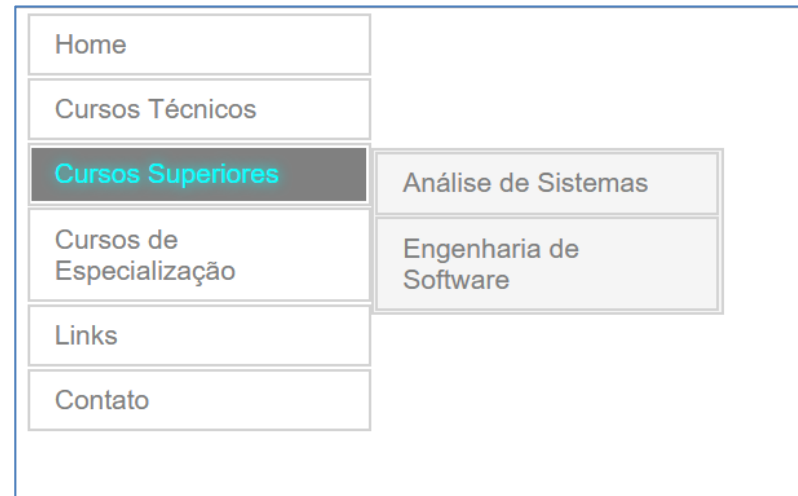 Home
Cursos Técnicos
Cursos Superiores
Análise de Sistemas
Cursos de
Especialização
Engenharia de
Software
Links
Contato